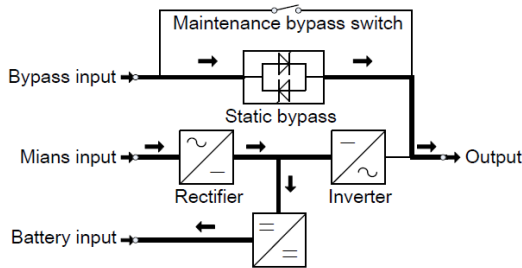 Maintenance bypass switch
Bypass input
Static bypass
Mians input
Output
Rectifier
Inverter
Battery input